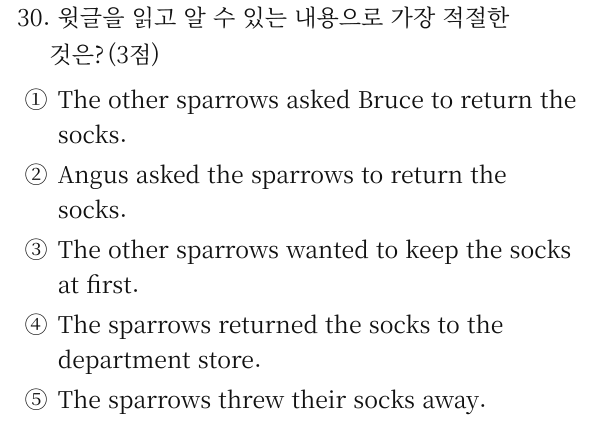 30. 윗글을 읽고 알 수 있는 내용으로 가장 적절한
것은?(3점)
① The other sparrows asked Bruce to return the
socks.
② Angus asked the sparrows to return the
socks.
③ The other sparrows wanted to keep the socks
at first.
④ The sparrows returned the socks to the
department store.
⑤ The sparrows threw their socks away.